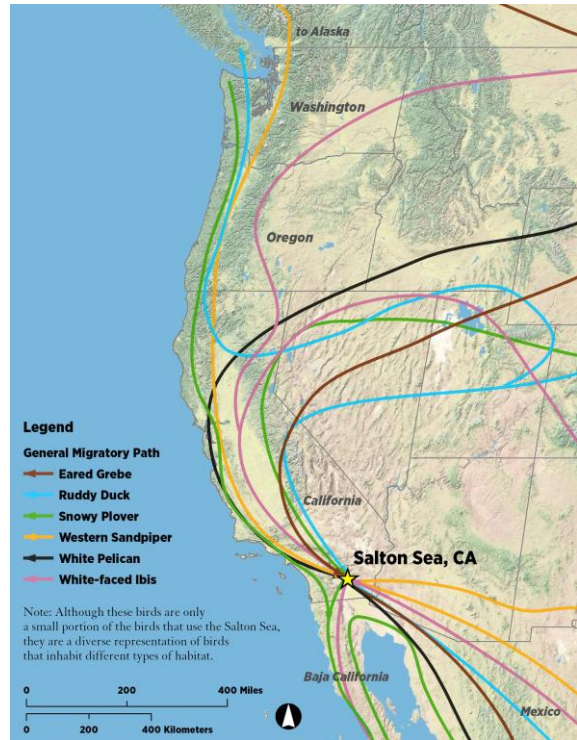 to Alaska
Washington
Oregon
Legend
General Migratory Path
Eared Grebe
Ruddy Duck
Snowy Plover
Western Sandpiper
White Pelican
White-faced Ibis
California
Salton Sea, CA
Note: Although these birds are only
a small portion of the birds that use the Salton Sea,
they are a diverse representation of birds
that inhabit different types of habitat.
Baja California
Mexico
0 200 400 Miles
0 200 400 Kilometers